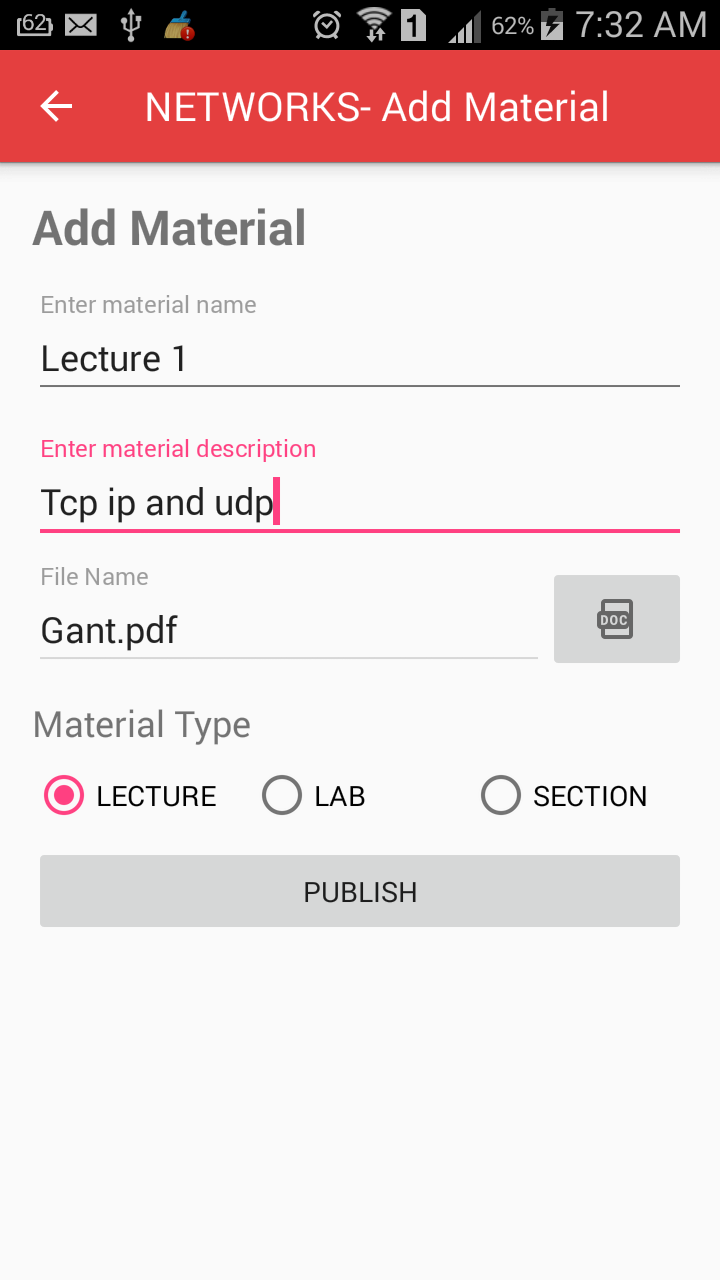 62 1 62% 7:32 AM
NETWORKS- Add Material
Add Material
Enter material name
Lecture 1
Enter material description
Tcp ip and udp
File Name
Gant.pdf
DOC
Material Type
LECTURE LAB SECTION
PUBLISH